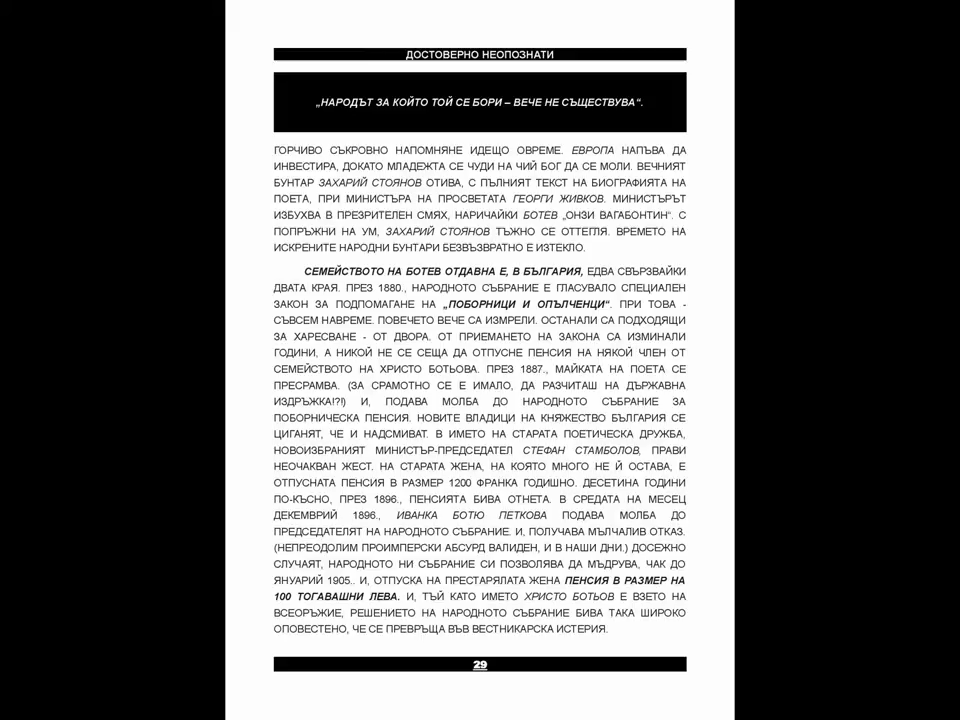 ДОСТОВЕРНО НЕОПОЗНАТИ
„НАРОДЪТ ЗА КОЙТО ТОЙ СЕ БОРИ – ВЕЧЕ НЕ СЪЩЕСТВУВА“.
ГОРЧИВО СЪКРОВНО НАПОМНЯНЕ ИДЕЩО ОВРЕМЕ. ЕВРОПА НАПЪВА ДА
ИНВЕСТИРА, ДОКАТО МЛАДЕЖТА СЕ ЧУДИ НА ЧИЙ БОГ ДА СЕ МОЛИ. ВЕЧНИЯТ
БУНТАР ЗАХАРИЙ СТОЯНОВ ОТИВА, С ПЪЛНИЯТ ТЕКСТ НА БИОГРАФИЯТА НА
ПОЕТА, ПРИ МИНИСТЪРА НА ПРОСВЕТАТА ГЕОРГИ ЖИВКОВ. МИНИСТЪРЪТ
ИЗБУХВА В ПРЕЗРИТЕЛЕН СМЯХ, НАРИЧАЙКИ БОТЕВ „ОНЗИ ВАГАБОНТИН“. С
ПОПРЪЖНИ НА УМ, ЗАХАРИЙ СТОЯНОВ ТЪЖНО СЕ ОТТЕГЛЯ. ВРЕМЕТО НА
ИСКРЕНИТЕ НАРОДНИ БУНТАРИ БЕЗВЪЗВРАТНО Е ИЗТЕКЛО.
СЕМЕЙСТВОТО НА БОТЕВ ОТДАВНА Е, В БЪЛГАРИЯ, ЕДВА СВЪРЗВАЙКИ
ДВАТА КРАЯ. ПРЕЗ 1880., НАРОДНОТО СЪБРАНИЕ Е ГЛАСУВАЛО СПЕЦИАЛЕН
ЗАКОН ЗА ПОДПОМАГАНЕ НА „ПОБОРНИЦИ И ОПЪЛЧЕНЦИ“. ПРИ ТОВА -
СЪВСЕМ НАВРЕМЕ. ПОВЕЧЕТО ВЕЧЕ СА ИЗМРЕЛИ. ОСТАНАЛИ СА ПОДХОДЯЩИ
ЗА ХАРЕСВАНЕ - ОТ ДВОРА. ОТ ПРИЕМАНЕТО НА ЗАКОНА СА ИЗМИНАЛИ
ГОДИНИ, А НИКОЙ НЕ СЕ СЕЩА ДА ОТПУСНЕ ПЕНСИЯ НА НЯКОЙ ЧЛЕН ОТ
СЕМЕЙСТВОТО НА ХРИСТО БОТЬОВА. ПРЕЗ 1887., МАЙКАТА НА ПОЕТА СЕ
ПРЕСРАМВА. (ЗА СРАМОТНО СЕ Е ИМАЛО, ДА РАЗЧИТАШ НА ДЪРЖАВНА
ИЗДРЪЖКА!?!) И, ПОДАВА МОЛБА ДО НАРОДНОТО СЪБРАНИЕ ЗА
ПОБОРНИЧЕСКА ПЕНСИЯ. НОВИТЕ ВЛАДИЦИ НА КНЯЖЕСТВО БЪЛГАРИЯ СЕ
ЦИГАНЯТ, ЧЕ И НАДСМИВАТ. В ИМЕТО НА СТАРАТА ПОЕТИЧЕСКА ДРУЖБА,
НОВОИЗБРАНИЯТ МИНИСТЪР-ПРЕДСЕДАТЕЛ СТЕФАН СТАМБОЛОВ, ПРАВИ
НЕОЧАКВАН ЖЕСТ. НА СТАРАТА ЖЕНА, НА КОЯТО МНОГО НЕ Й ОСТАВА, Е
ОТПУСНАТА ПЕНСИЯ В РАЗМЕР 1200 ФРАНКА ГОДИШНО. ДЕСЕТИНА ГОДИНИ
ПО-КЪСНО, ПРЕЗ 1896., ПЕНСИЯТА БИВА ОТНЕТА. В СРЕДАТА НА МЕСЕЦ
ДЕКЕМВРИЙ 1896., ИВАНКА БОТЮ ПЕТКОВА ПОДАВА МОЛБА ДО
ПРЕДСЕДАТЕЛЯТ НА НАРОДНОТО СЪБРАНИЕ. И, ПОЛУЧАВА МЪЛЧАЛИВ ОТКАЗ.
(НЕПРЕОДОЛИМ ПРОИМПЕРСКИ АБСУРД ВАЛИДЕН, И В НАШИ ДНИ.) ДОСЕЖНО
СЛУЧАЯТ, НАРОДНОТО НИ СЪБРАНИЕ СИ ПОЗВОЛЯВА ДА МЪДРУВА, ЧАК ДО
ЯНУАРИЙ 1905.. И, ОТПУСКА НА ПРЕСТАРЯЛАТА ЖЕНА ПЕНСИЯ В РАЗМЕР НА
100 ТОГАВАШНИ ЛЕВА. И, ТЪЙ КАТО ИМЕТО ХРИСТО БОТЬОВ Е ВЗЕТО НА
ВСЕОРЪЖИЕ, РЕШЕНИЕТО НА НАРОДНОТО СЪБРАНИЕ БИВА ТАКА ШИРОКО
ОПОВЕСТЕНО, ЧЕ СЕ ПРЕВРЪЩА ВЪВ ВЕСТНИКАРСКА ИСТЕРИЯ.
29